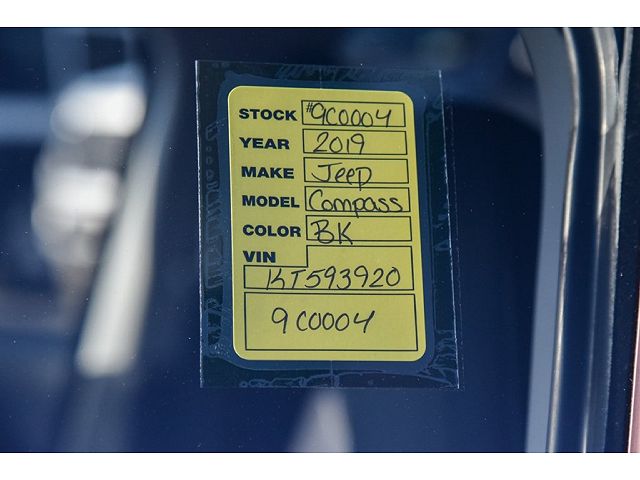 STOCK #9C0004
YEAR 2019
MAKE Jeep
MODEL Compass
COLOR BK
VIN
KT593920
9C0004